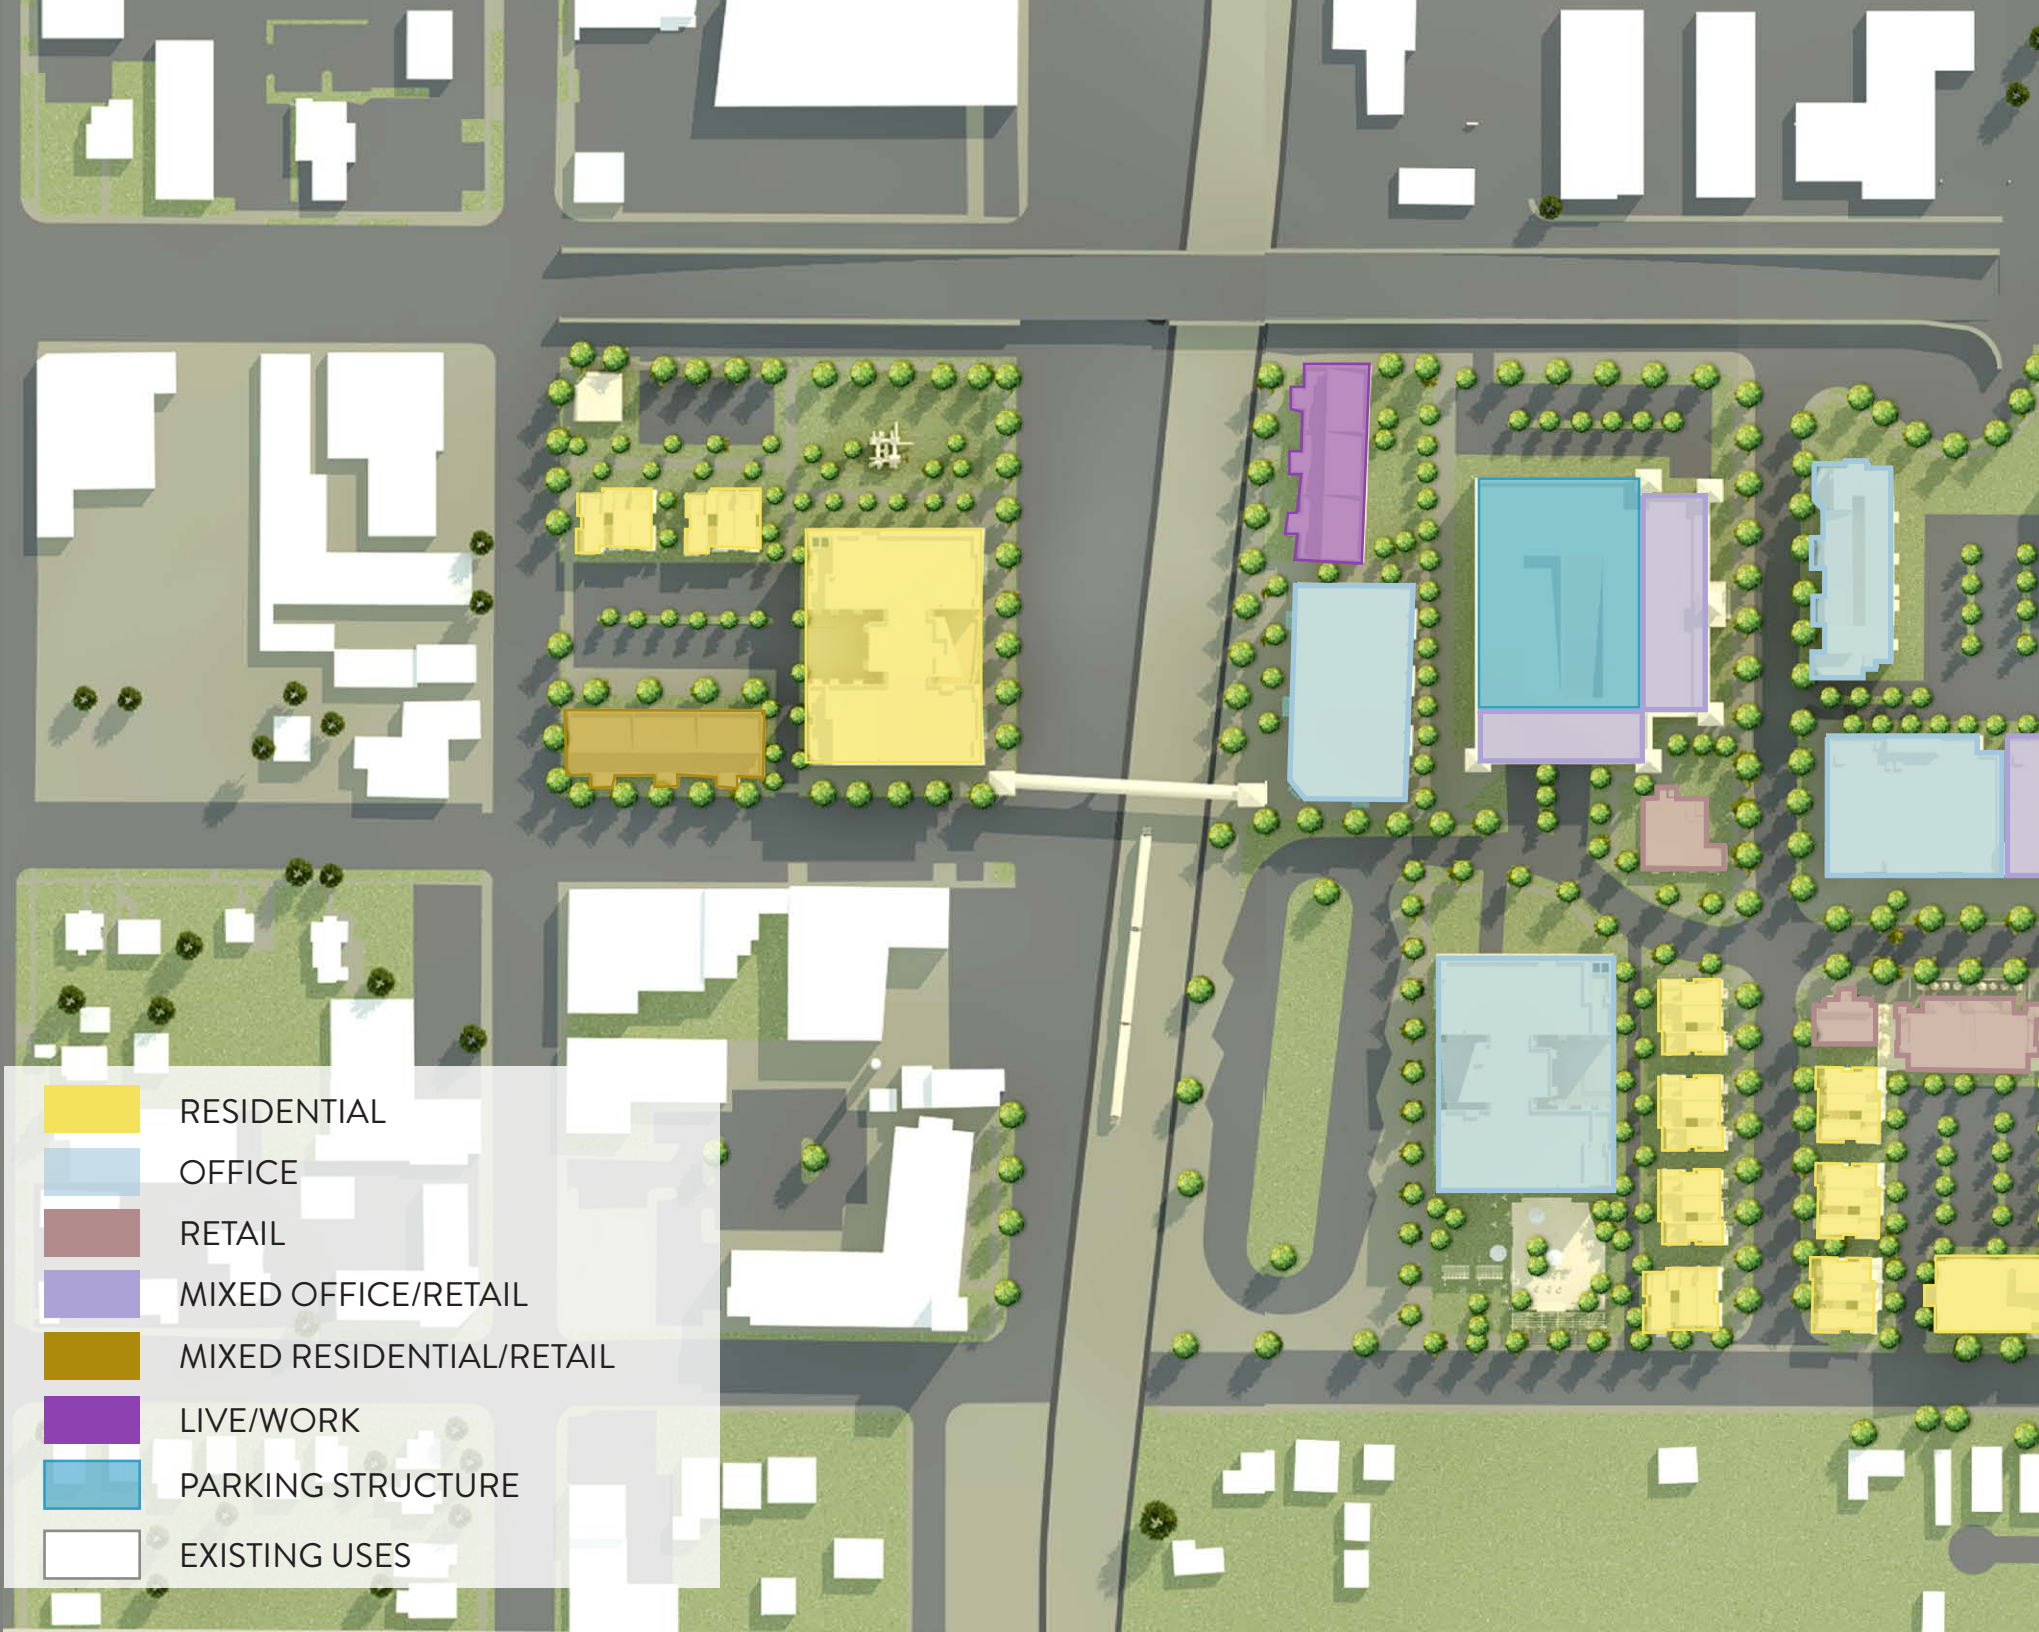 RESIDENTIAL
OFFICE
RETAIL
MIXED OFFICE/RETAIL
MIXED RESIDENTIAL/RETAIL
LIVE/WORK
PARKING STRUCTURE
EXISTING USES